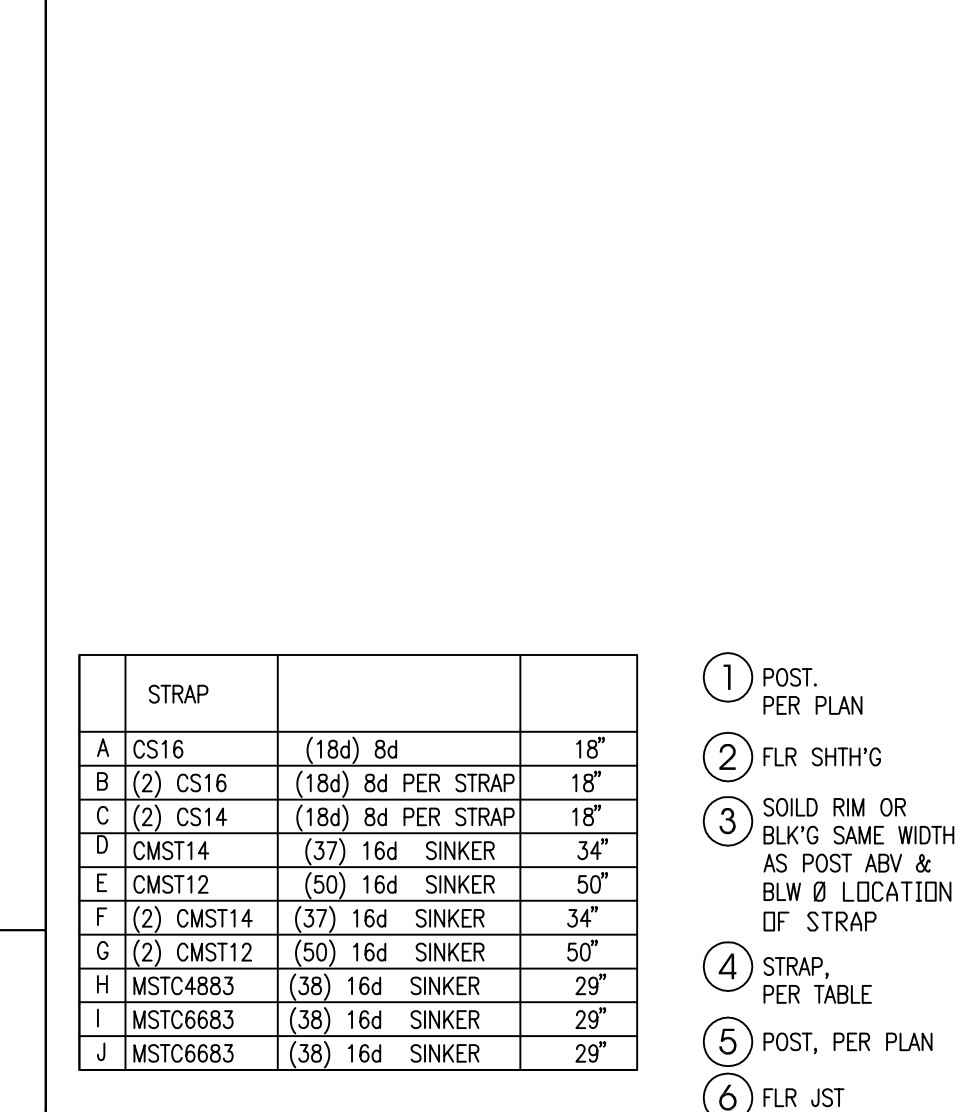 STRAP
A CS16 (18d) 8d 18"
B (2) CS16 (18d) 8d PER STRAP 18"
C (2) CS14 (18d) 8d PER STRAP 18"
D CMST14 (37) 16d SINKER 34"
E CMST12 (50) 16d SINKER 50"
F (2) CMST14 (37) 16d SINKER 34"
G (2) CMST12 (50) 16d SINKER 50"
H MSTC4883 (38) 16d SINKER 29"
I MSTC6683 (38) 16d SINKER 29"
J MSTC6683 (38) 16d SINKER 29"
1 POST.
PER PLAN
2 FLR SHTH'G
3 SOILD RIM OR
BLK'G SAME WIDTH
AS POST ABV &
BLW Ø LOCATION
OF STRAP
4 STRAP,
PER TABLE
5 POST, PER PLAN
6 FLR JST